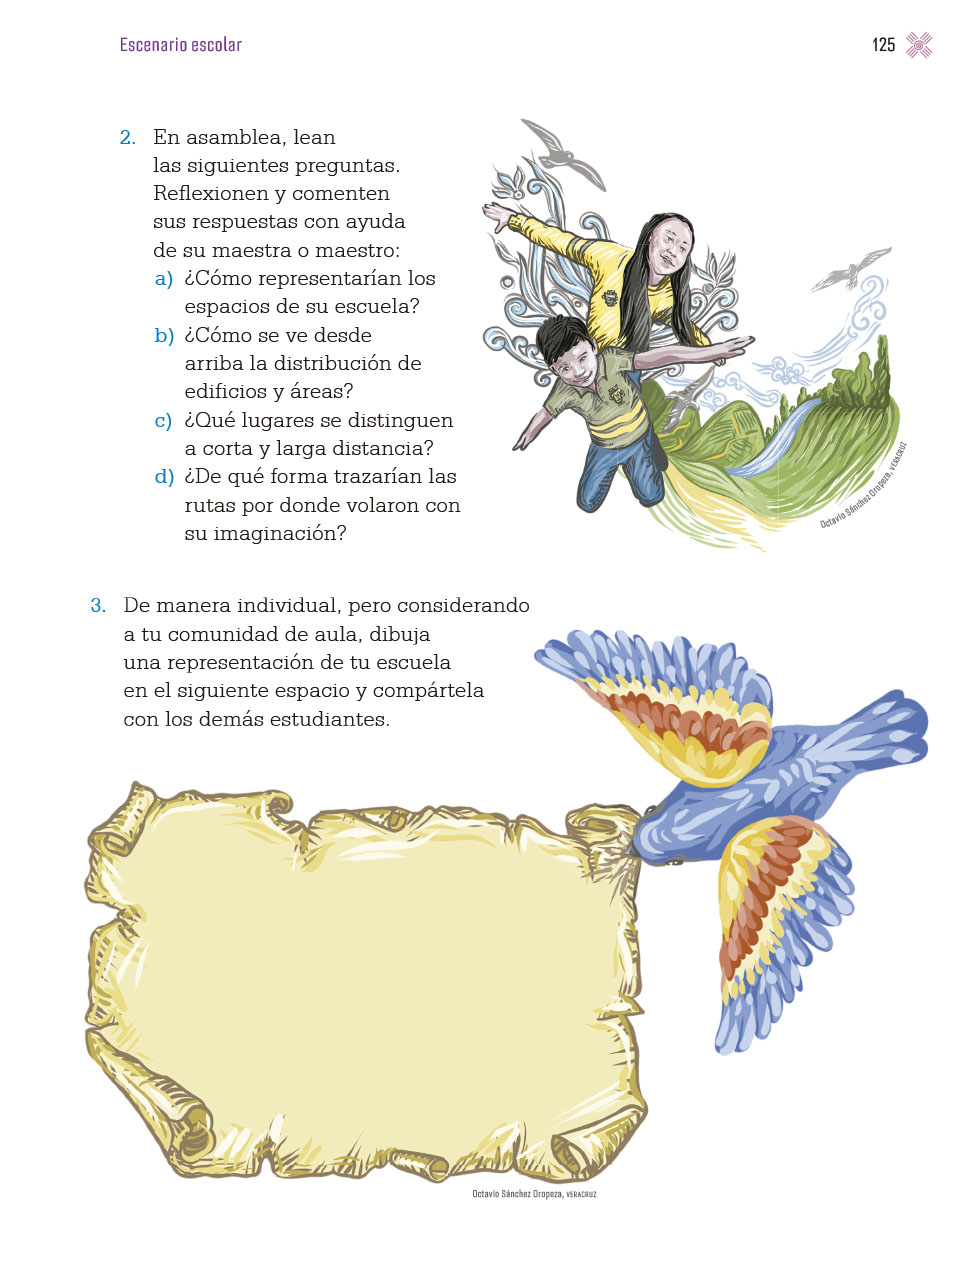 Escenario escolar
125
2. En asamblea, lean
las siguientes preguntas.
Reflexionen y comenten
sus respuestas con ayuda
de su maestra o maestro:
a) ¿Cómo representarían los
espacios de su escuela?
b) ¿Cómo se ve desde
arriba la distribución de
edificios y áreas?
c) ¿Qué lugares se distinguen
a corta y larga distancia?
d) ¿De qué forma trazarían las
rutas por donde volaron con
su imaginación?
Octavio Sánchez Oropeza, VERACRUZ
3. De manera individual, pero considerando
a tu comunidad de aula, dibuja
una representación de tu escuela
en el siguiente espacio y compártela
con los demás estudiantes.
Octavio Sánchez Oropeza, VERACRUZ